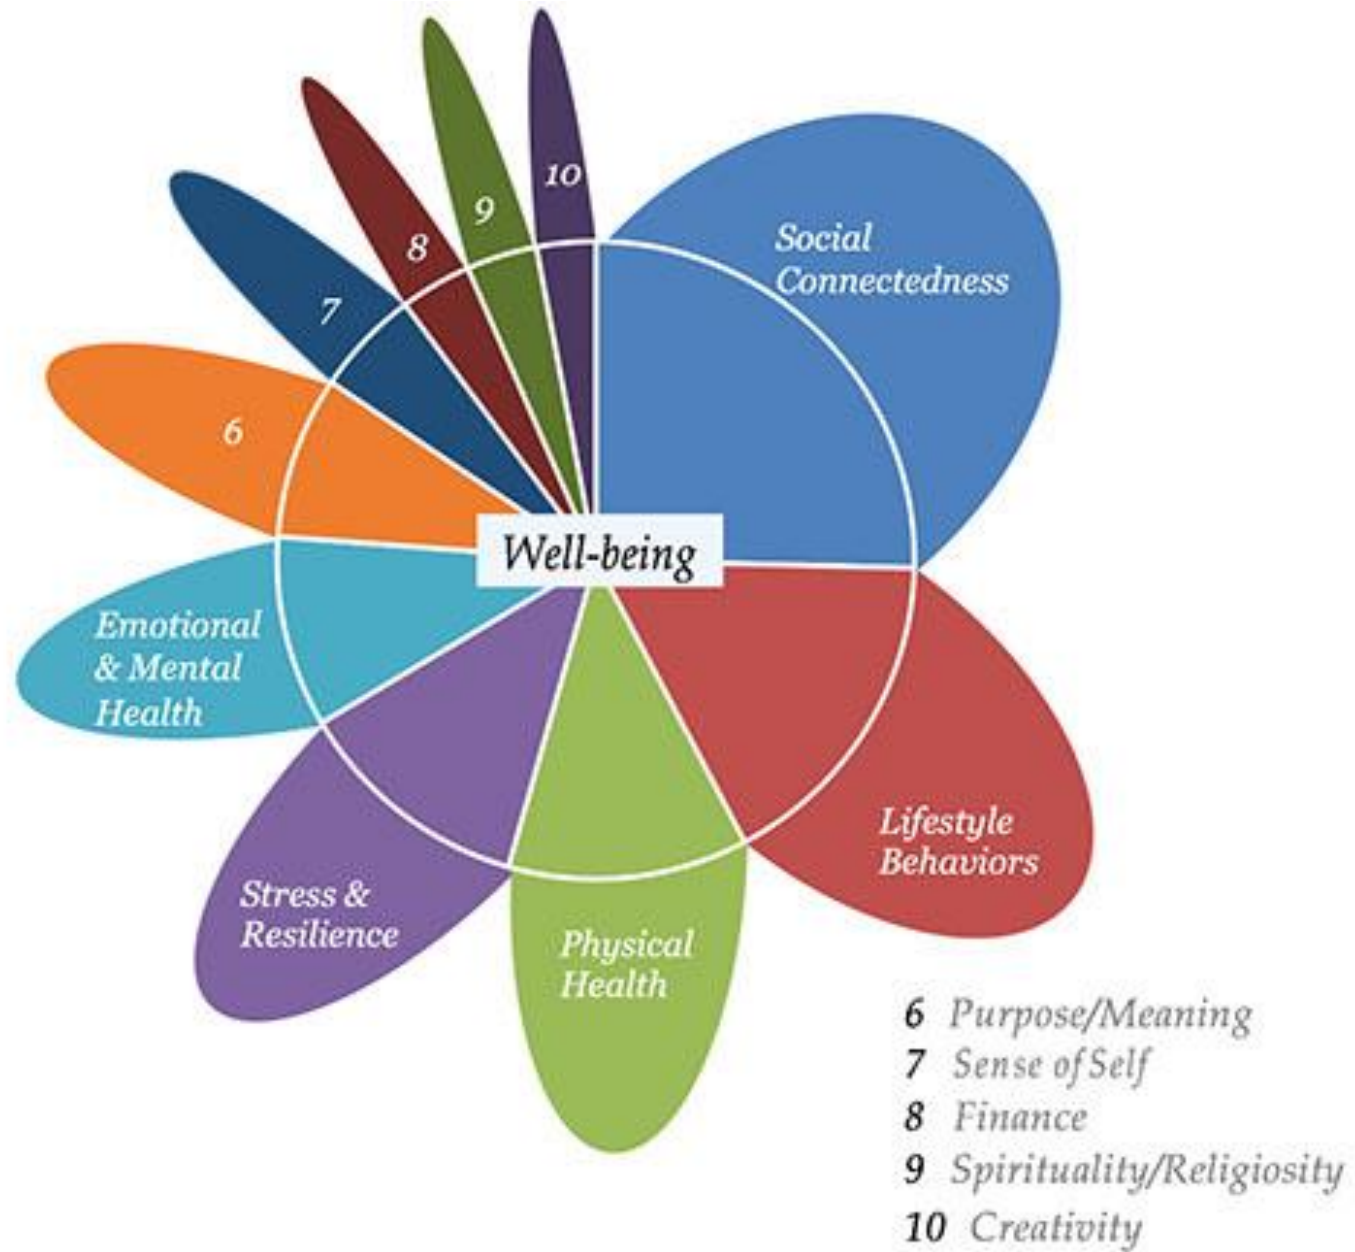 10
9
8
7
6
Social
Connectedness
Well-being
Emotional
& Mental
Health
Lifestyle
Behaviors
Stress &
Resilience
Physical
Health
6 Purpose/Meaning
7 Sense of Self
8 Finance
9 Spirituality/Religiosity
10 Creativity